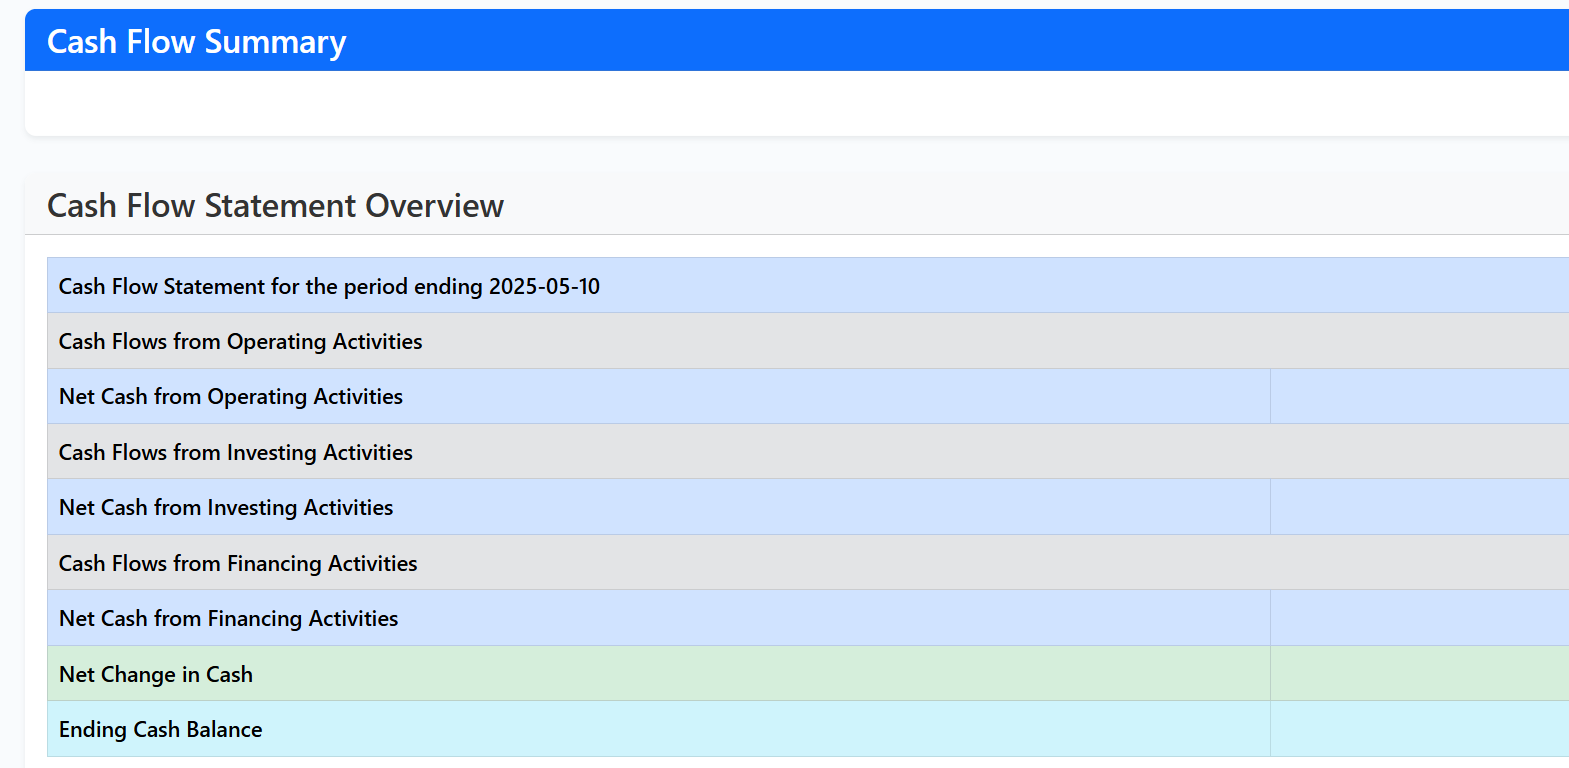 Cash Flow Summary
Cash Flow Statement Overview
Cash Flow Statement for the period ending 2025-05-10
Cash Flows from Operating Activities
Net Cash from Operating Activities
Cash Flows from Investing Activities
Net Cash from Investing Activities
Cash Flows from Financing Activities
Net Cash from Financing Activities
Net Change in Cash
Ending Cash Balance